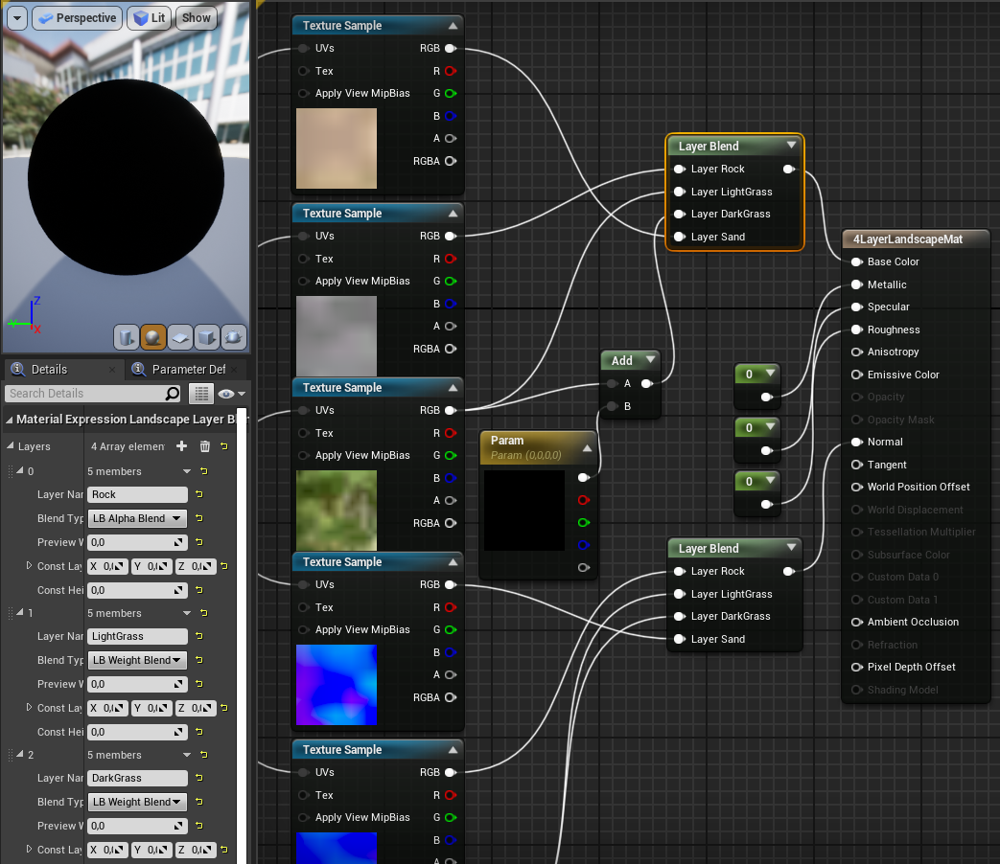 Perspective
Lit
Show
Z
Y
X
Details
Parameter Def
Search Details
Material Expression Landscape Layer Bl
Layers
4 Array elemen
0
5 members
Layer Nar
Rock
Blend Typ
LB Alpha Blend
Preview W
0,0
Const Lay
X 0,0
Y 0,0
Z 0,0
Const Hei
0,0
1
5 members
Layer Nar
LightGrass
Blend Typ
LB Weight Blend
Preview W
0,0
Const Lay
X 0,0
Y 0,0
Z 0,0
Const Hei
0,0
2
5 members
Layer Nar
DarkGrass
Blend Typ
LB Weight Blend
Preview W
0,0
Const Lay
X 0,0
Y 0,0
Z 0,0
Texture Sample
UVs
RGB
Tex
R
Apply View MipBias
G
B
A
RGBA
Texture Sample
UVs
RGB
Tex
R
Apply View MipBias
G
B
A
RGBA
Texture Sample
UVs
RGB
Tex
R
Apply View MipBias
G
B
A
RGBA
Texture Sample
UVs
RGB
Tex
R
Apply View MipBias
G
B
A
RGBA
Texture Sample
UVs
RGB
Tex
R
Apply View MipBias
G
B
A
Param
Param (0,0,0,0)
Add
A
B
Layer Blend
Layer Rock
Layer LightGrass
Layer DarkGrass
Layer Sand
0
0
0
Layer Blend
Layer Rock
Layer LightGrass
Layer DarkGrass
Layer Sand
4LayerLandscapeMat
Base Color
Metallic
Specular
Roughness
Anisotropy
Emissive Color
Opacity
Opacity Mask
Normal
Tangent
World Position Offset
World Displacement
Tessellation Multiplier
Subsurface Color
Custom Data 0
Custom Data 1
Ambient Occlusion
Refraction
Pixel Depth Offset
Shading Model